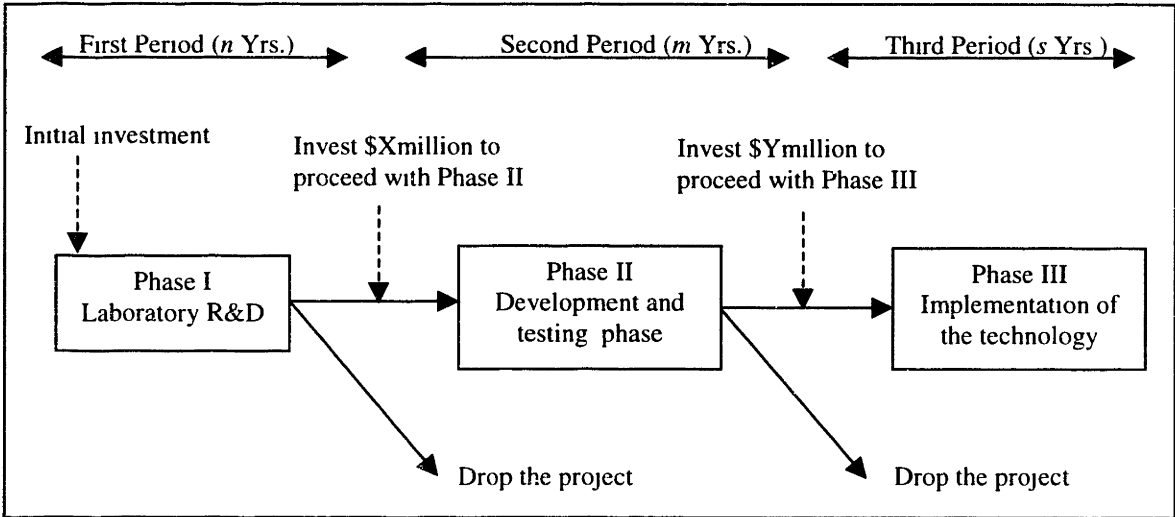 First Period (n Yrs.)
Second Period (m Yrs.)
Third Period (s Yrs )
Initial investment
Invest $Xmillion to
proceed with Phase II
Invest $Ymillion to
proceed with Phase III
Phase I
Laboratory R&D
Phase II
Development and
testing phase
Phase III
Implementation of
the technology
Drop the project
Drop the project